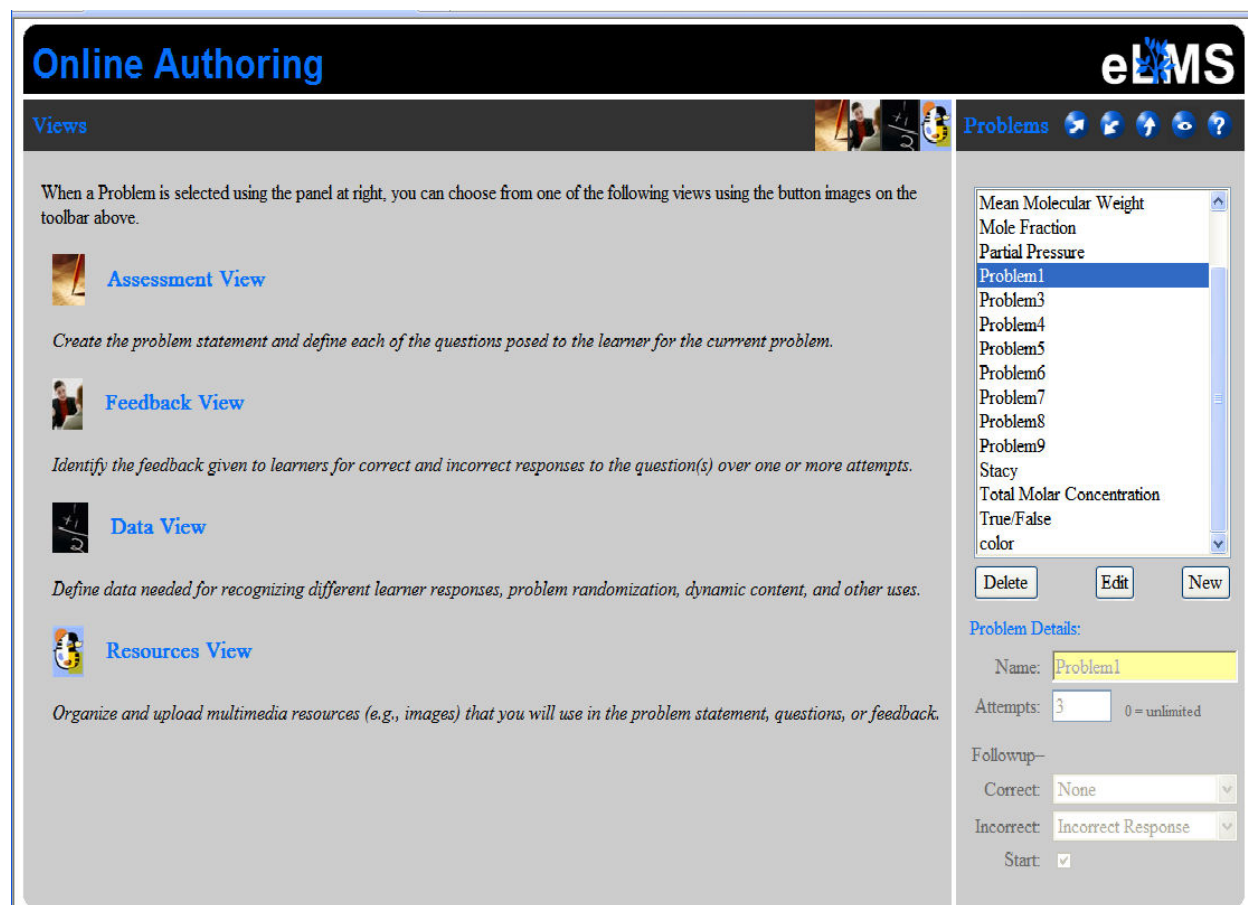 Online Authoring
eLMS
Views
Problems
?
When a Problem is selected using the panel at right, you can choose from one of the following views using the button images on the
toolbar above.
Assessment View
Create the problem statement and define each of the questions posed to the learner for the currrent problem.
Feedback View
Identify the feedback given to learners for correct and incorrect responses to the question(s) over one or more attempts.
Data View
Define data needed for recognizing different learner responses, problem randomization, dynamic content, and other uses.
Resources View
Organize and upload multimedia resources (e.g., images) that you will use in the problem statement, questions, or feedback.
Mean Molecular Weight
Mole Fraction
Partial Pressure
Problem1
Problem3
Problem4
Problem5
Problem6
Problem7
Problem8
Problem9
Stacy
Total Molar Concentration
True/False
color
Delete Edit New
Problem Details:
Name: Problem1
Attempts: 3 0 = unlimited
Followup–
Correct: None
Incorrect: Incorrect Response
Start: